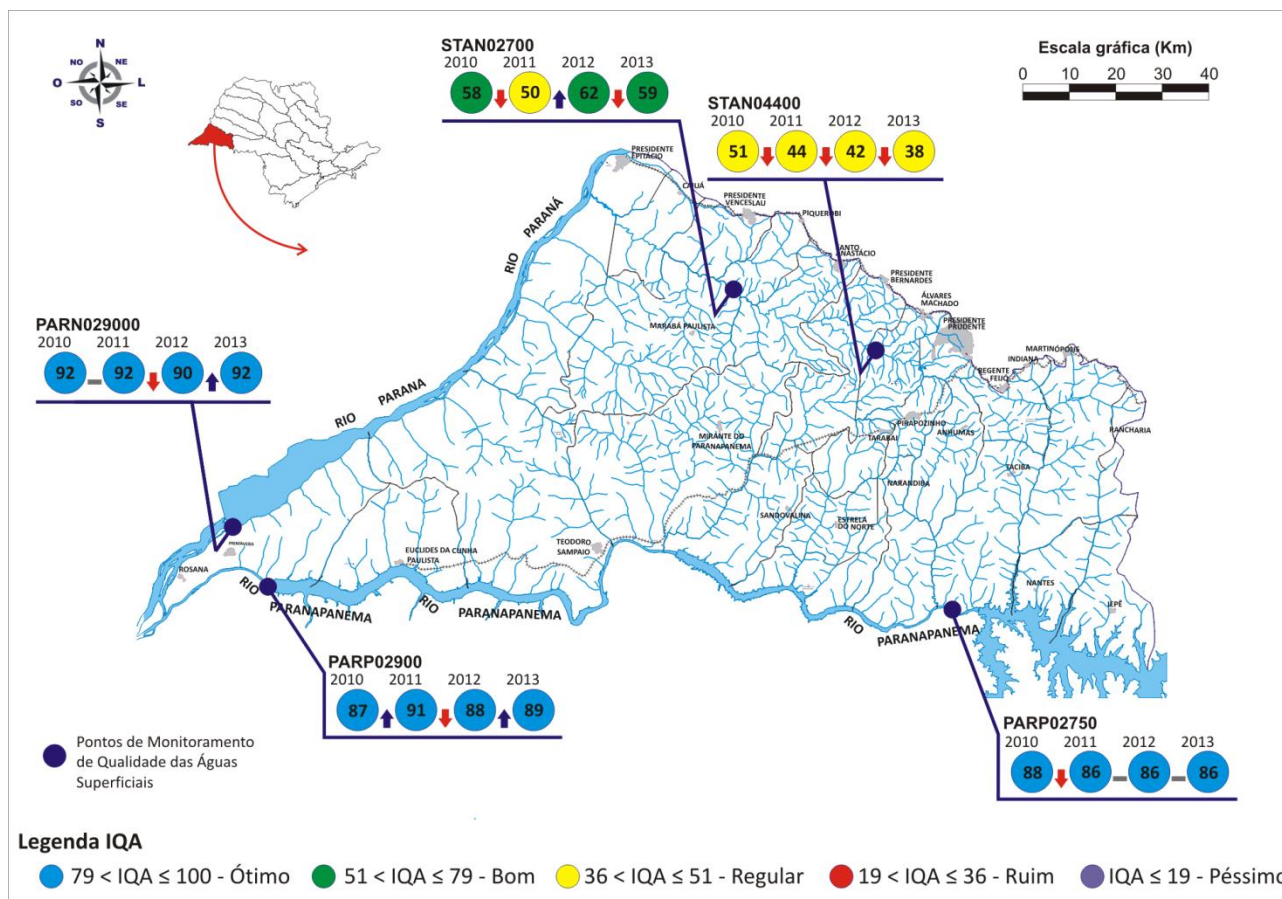 N
NO
NE
O
L
SO
SE
S
STAN02700
2010 2011 2012 2013
58 50 62 59
Escala gráfica (Km)
0 10 20 30 40
STAN04400
2010 2011 2012 2013
51 44 42 38
PRESIDENTE
EPITÁCIO
CAIUÁ
PRESIDENTE
VENCESLAU
PIQUEROBI
ANTO
ANASTÁCIO
PRESIDENTE
BERNARDES
ÁLVARES
MACHADO
PRESIDENTE
PRUDENTE
RIO PARANÁ
MARABÁ PAULISTA
MARTINÓPOLIS
INDIANA
REGENTE
FEIJÓ
PARN029000
2010 2011 2012 2013
92 92 90 92
RIO PARANA
PIRAPOZINHO
MIRANTE DO
PARANAPANEMA
TARABAI
ANHUMAS
RANCHARIA
TACIBA
NARANDIBA
SANDOVALINA
ESTRELA
DO NORTE
TEODORO
SAMPAIO
EUCLIDES DA CUNHA
PAULISTA
ROSANA
NANTES
IEPÊ
RIO
PARANAPANEMA
RIO
PARANAPANEMA
RIO
PARANAPANEMA
PARP02900
2010 2011 2012 2013
87 91 88 89
PARP02750
2010 2011 2012 2013
88 86 86 86
Pontos de Monitoramento
de Qualidade das Águas
Superficiais
Legenda IQA
79 < IQA ≤ 100 - Ótimo 51 < IQA ≤ 79 - Bom 36 < IQA ≤ 51 - Regular 19 < IQA ≤ 36 - Ruim IQA ≤ 19 - Péssimo